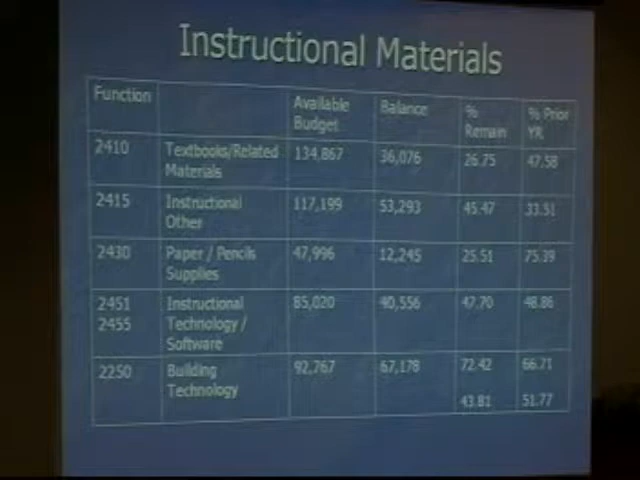 Instructional Materials
Function Available Budget Balance % Remain % Prior YR
2410 Textbooks/Related Materials 134,867 36,076 26.75 47.58
2415 Instructional Other 117,199 53,293 45.47 33.51
2430 Paper / Pencils Supplies 47,996 12,245 25.51 75.39
2451 2455 Instructional Technology / Software 85,020 40,556 47.70 48.86
2250 Building Technology 92,767 67,178 72.42 66.71
43.81 51.77